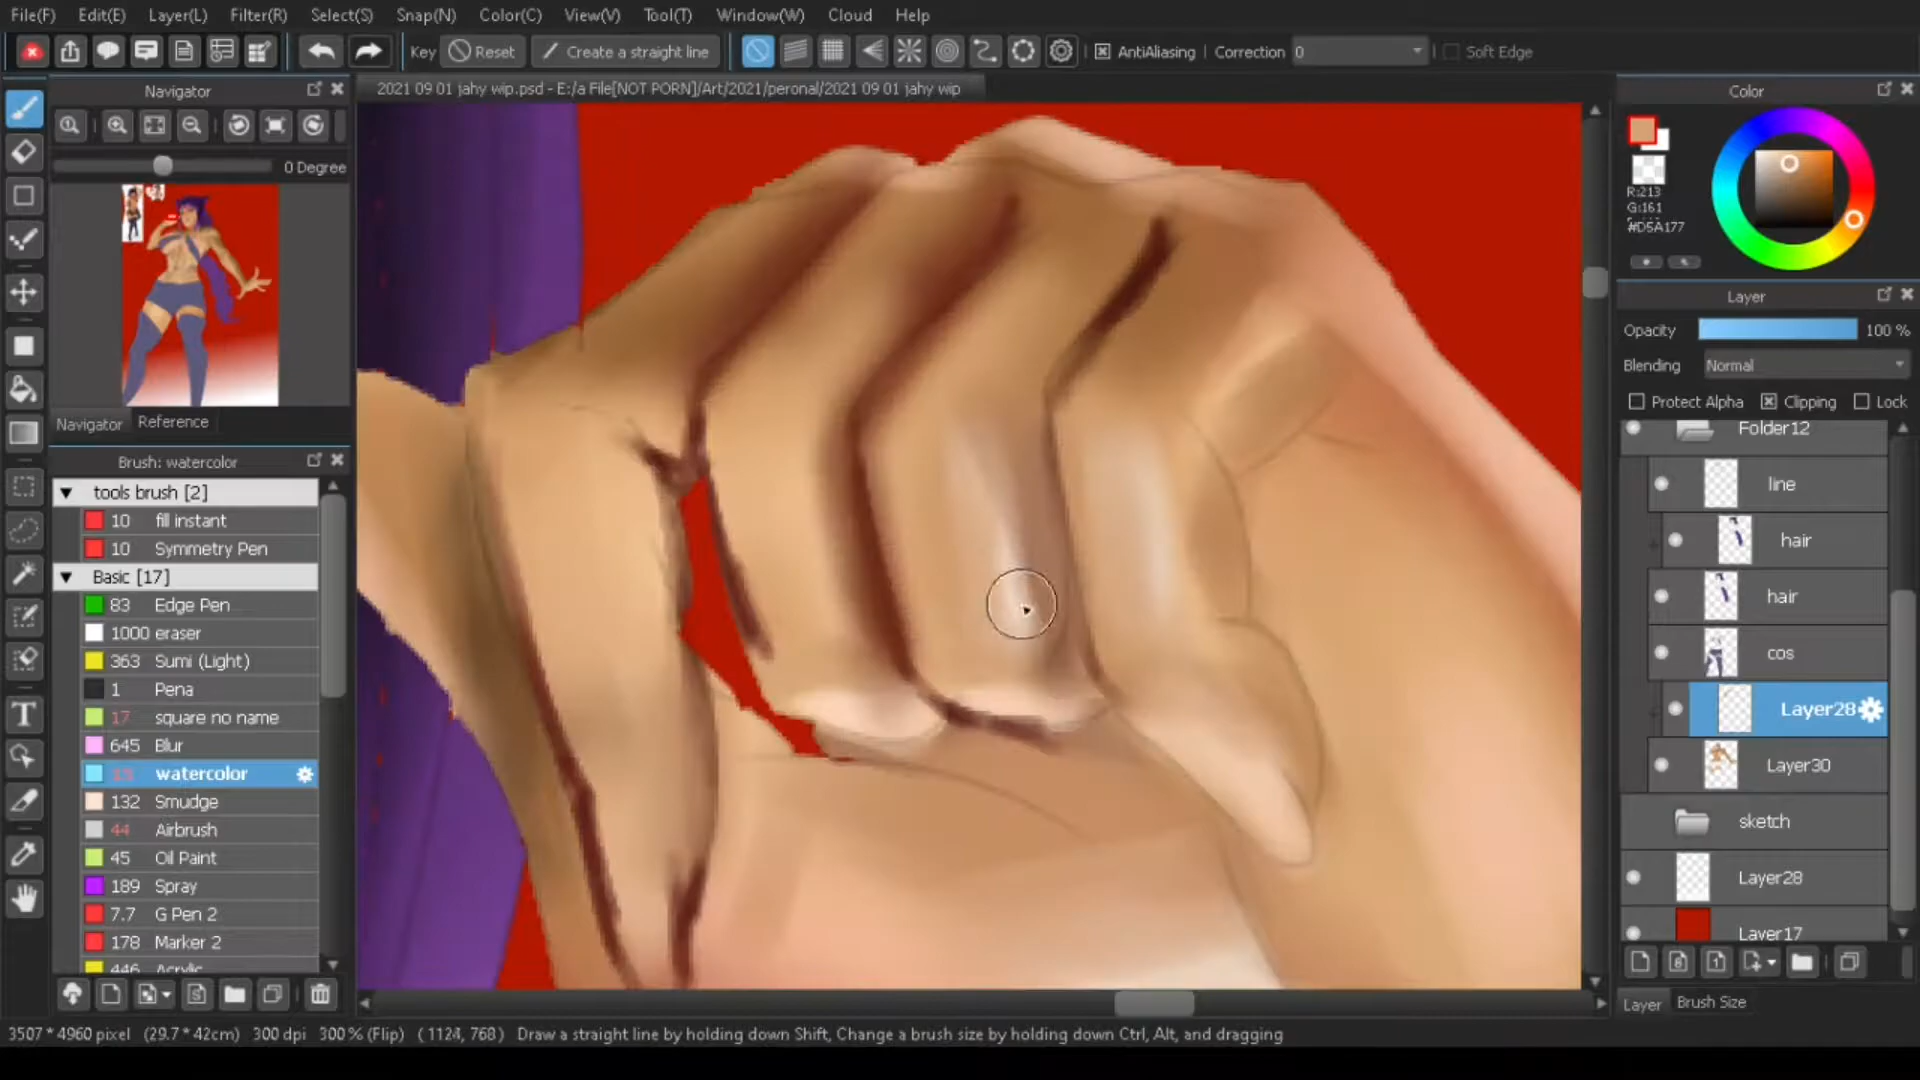 File(F) Edit(E) Layer(L) Filter(R) Select(S) Snap(N) Color(C) View(V) Tool(T) Window(W) Cloud Help
Key Reset Create a straight line AntiAliasing Correction 0 Soft Edge
Navigator
2021 09 01 jahy wip.psd - E:/a File[NOT PORN]/Art/2021/peronal/2021 09 01 jahy wip
0 Degree
Navigator Reference
Brush: watercolor
tools brush [2]
10 fill instant
10 Symmetry Pen
Basic [17]
83 Edge Pen
1000 eraser
363 Sumi (Light)
1 Pena
17 square no name
645 Blur
watercolor
132 Smudge
44 Airbrush
45 Oil Paint
189 Spray
7.7 G Pen 2
178 Marker 2
446 Acrylic
Color
R:213
G:161
#D5A177
Layer
Opacity 100 %
Blending Normal
Protect Alpha Clipping Lock
Folder12
line
hair
hair
cos
Layer28
Layer30
sketch
Layer28
Layer17
Layer Brush Size
3507 * 4960 pixel (29.7 * 42cm) 300 dpi 300 % (Flip) ( 1124, 768 ) Draw a straight line by holding down Shift, Change a brush size by holding down Ctrl, Alt, and dragging